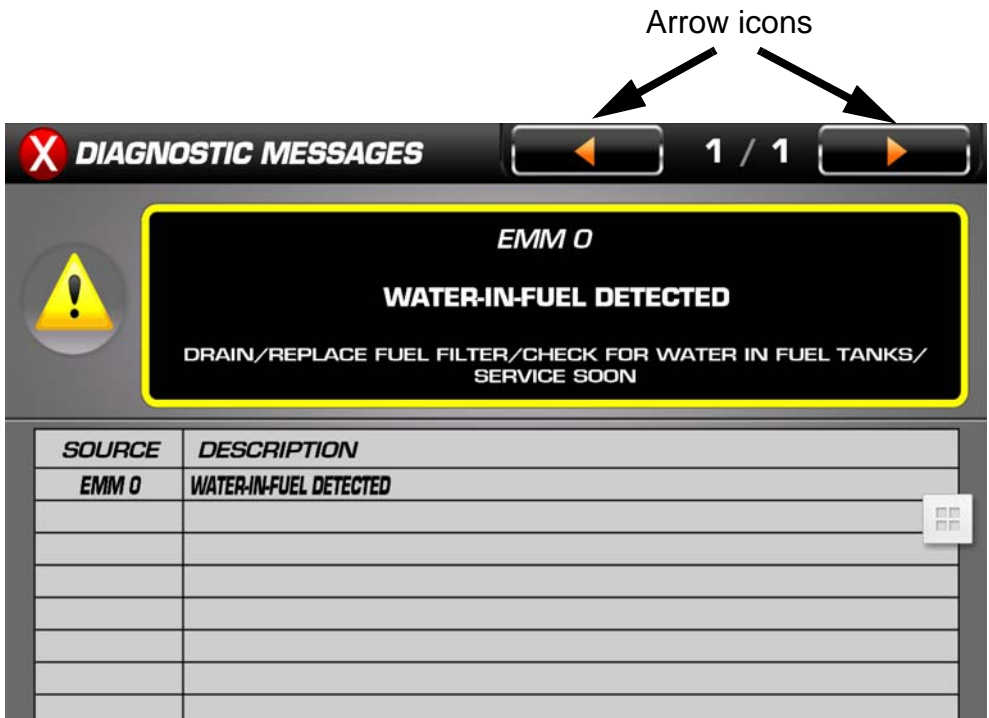 Arrow icons
X DIAGNOSTIC MESSAGES 1 / 1
EMM 0
WATER-IN-FUEL DETECTED
DRAIN/REPLACE FUEL FILTER/CHECK FOR WATER IN FUEL TANKS/
SERVICE SOON
SOURCE DESCRIPTION
EMM 0 WATER-IN-FUEL DETECTED